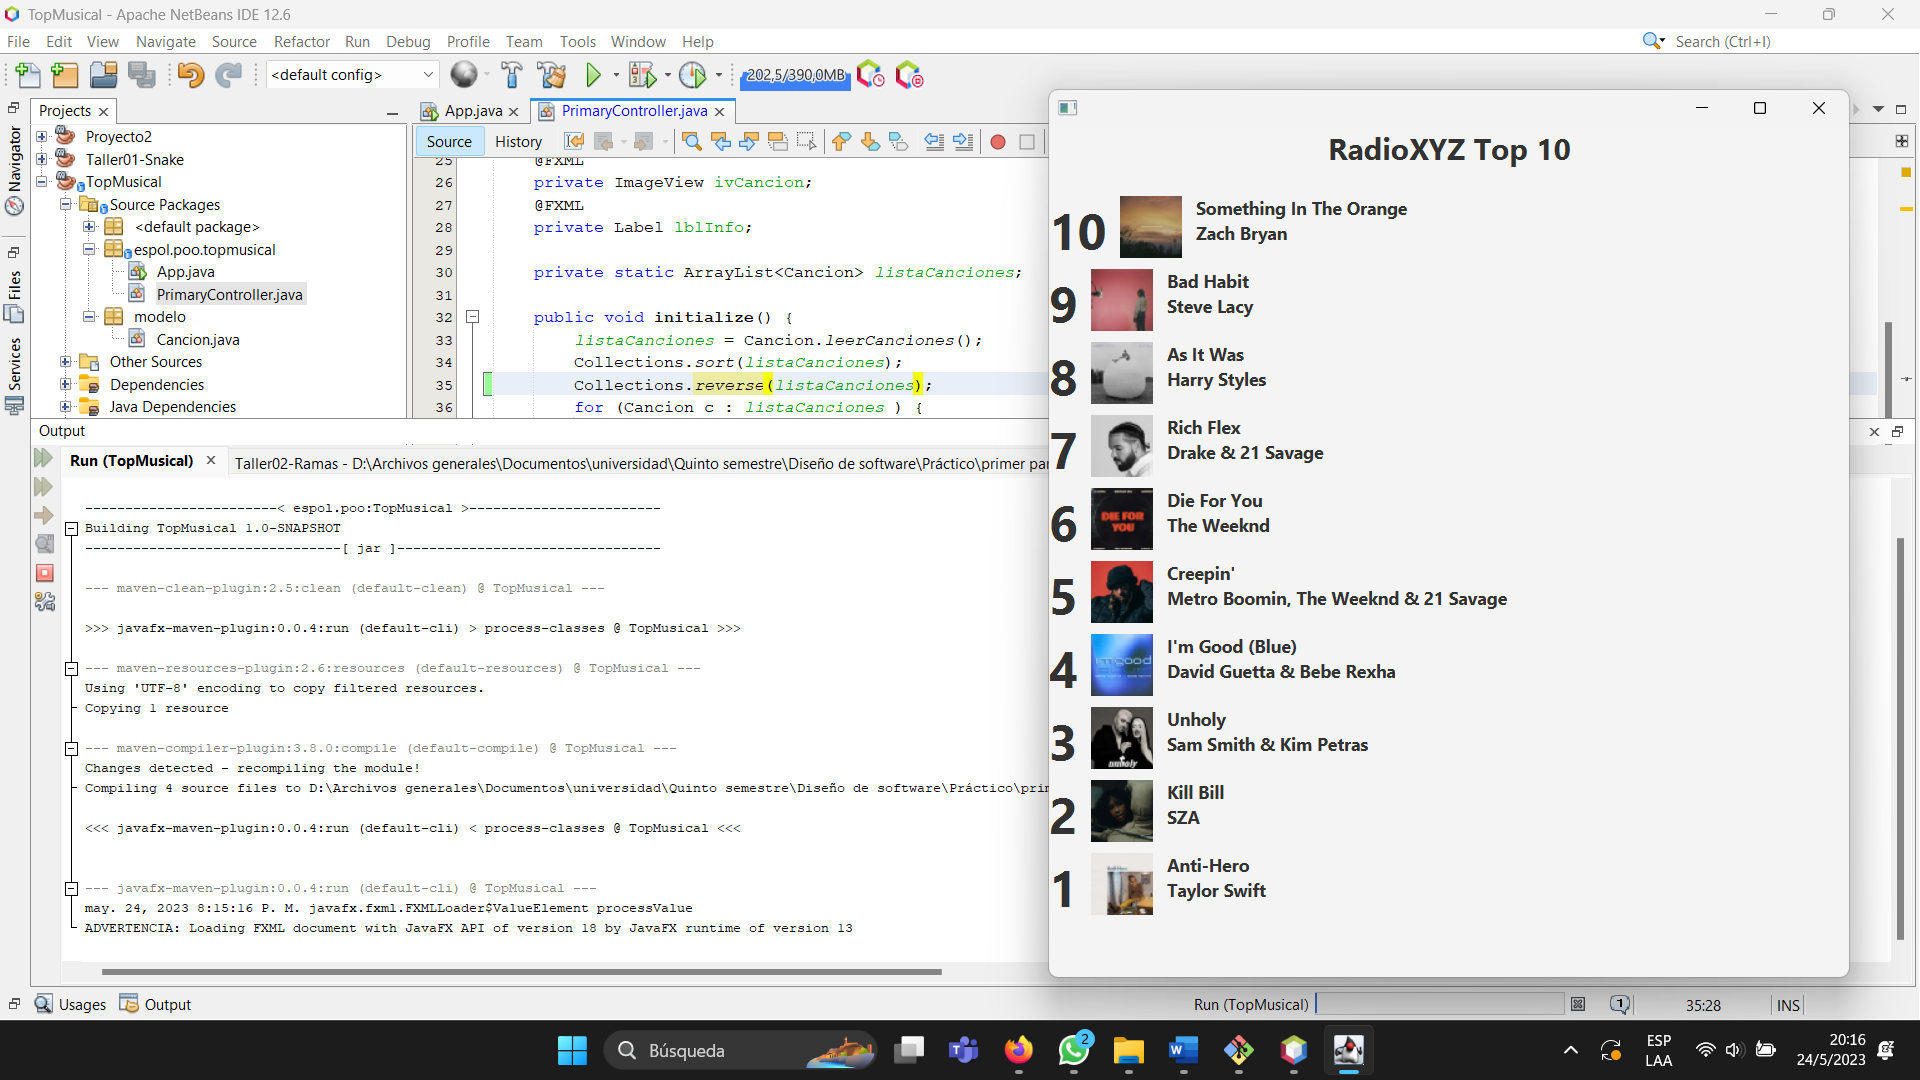 TopMusical - Apache NetBeans IDE 12.6
File Edit View Navigate Source Refactor Run Debug Profile Team Tools Window Help
Search (Ctrl+I)
<default config>
202,5/390,0MB
Projects
App.java
PrimaryController.java
Navigator
Files
Services
Proyecto2
Taller01-Snake
TopMusical
Source Packages
<default package>
espol.poo.topmusical
App.java
PrimaryController.java
modelo
Cancion.java
Other Sources
Dependencies
Java Dependencies
Source History
25 @FXML
26 private ImageView ivCancion;
27 @FXML
28 private Label lblInfo;
29
30 private static ArrayList<Cancion> listaCanciones;
31
32 public void initialize() {
33 listaCanciones = Cancion.leerCanciones();
34 Collections.sort(listaCanciones);
35 Collections.reverse(listaCanciones);
36 for (Cancion c : listaCanciones ) {
Output
Run (TopMusical)
Taller02-Ramas - D:\Archivos generales\Documentos\universidad\Quinto semestre\Diseño de software\Práctico\primer pa
------------------------< espol.poo:TopMusical >------------------------
Building TopMusical 1.0-SNAPSHOT
--------------------------------[ jar ]---------------------------------
--- maven-clean-plugin:2.5:clean (default-clean) @ TopMusical ---
>>> javafx-maven-plugin:0.0.4:run (default-cli) > process-classes @ TopMusical >>>
--- maven-resources-plugin:2.6:resources (default-resources) @ TopMusical ---
Using 'UTF-8' encoding to copy filtered resources.
Copying 1 resource
--- maven-compiler-plugin:3.8.0:compile (default-compile) @ TopMusical ---
Changes detected - recompiling the module!
Compiling 4 source files to D:\Archivos generales\Documentos\universidad\Quinto semestre\Diseño de software\Práctico\prim
<<< javafx-maven-plugin:0.0.4:run (default-cli) < process-classes @ TopMusical <<<
--- javafx-maven-plugin:0.0.4:run (default-cli) @ TopMusical ---
may. 24, 2023 8:15:16 P. M. javafx.fxml.FXMLLoader$ValueElement processValue
ADVERTENCIA: Loading FXML document with JavaFX API of version 18 by JavaFX runtime of version 13
RadioXYZ Top 10
10
Something In The Orange
Zach Bryan
9
Bad Habit
Steve Lacy
8
As It Was
Harry Styles
7
Rich Flex
Drake & 21 Savage
6
DIE FOR
YOU
Die For You
The Weeknd
5
Creepin'
Metro Boomin, The Weeknd & 21 Savage
4
i'm good
I'm Good (Blue)
David Guetta & Bebe Rexha
3
unholy
Unholy
Sam Smith & Kim Petras
2
Kill Bill
SZA
1
Anti-Hero
Taylor Swift
Usages
Output
Run (TopMusical)
1
35:28
INS
Búsqueda
2
ESP
LAA
20:16
24/5/2023